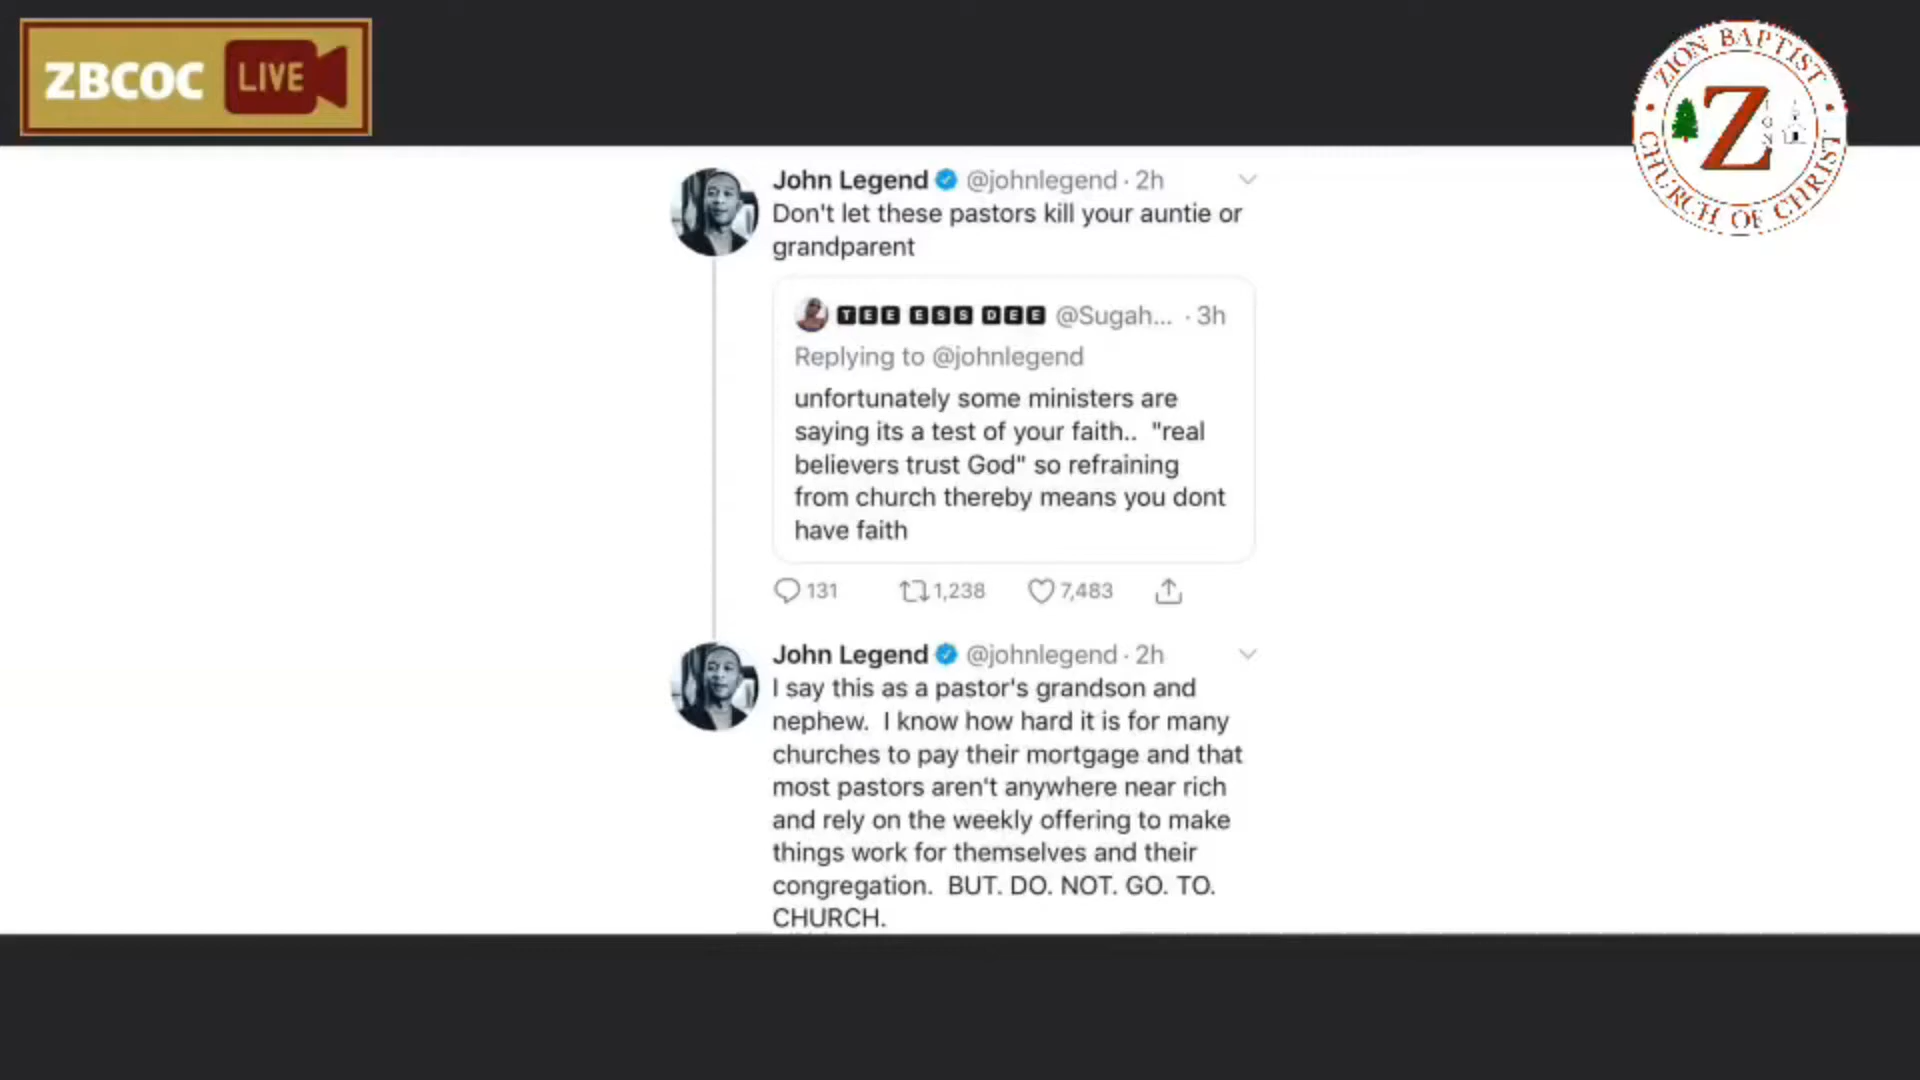 ZBCOC LIVE
ZION BAPTIST
CHURCH OF CHRIST
Z
ION
John Legend @johnlegend · 2h
Don't let these pastors kill your auntie or
grandparent
TEE ESS DEE @Sugah... · 3h
Replying to @johnlegend
unfortunately some ministers are
saying its a test of your faith.. "real
believers trust God" so refraining
from church thereby means you dont
have faith
131 1,238 7,483
John Legend @johnlegend · 2h
I say this as a pastor's grandson and
nephew. I know how hard it is for many
churches to pay their mortgage and that
most pastors aren't anywhere near rich
and rely on the weekly offering to make
things work for themselves and their
congregation. BUT. DO. NOT. GO. TO.
CHURCH.